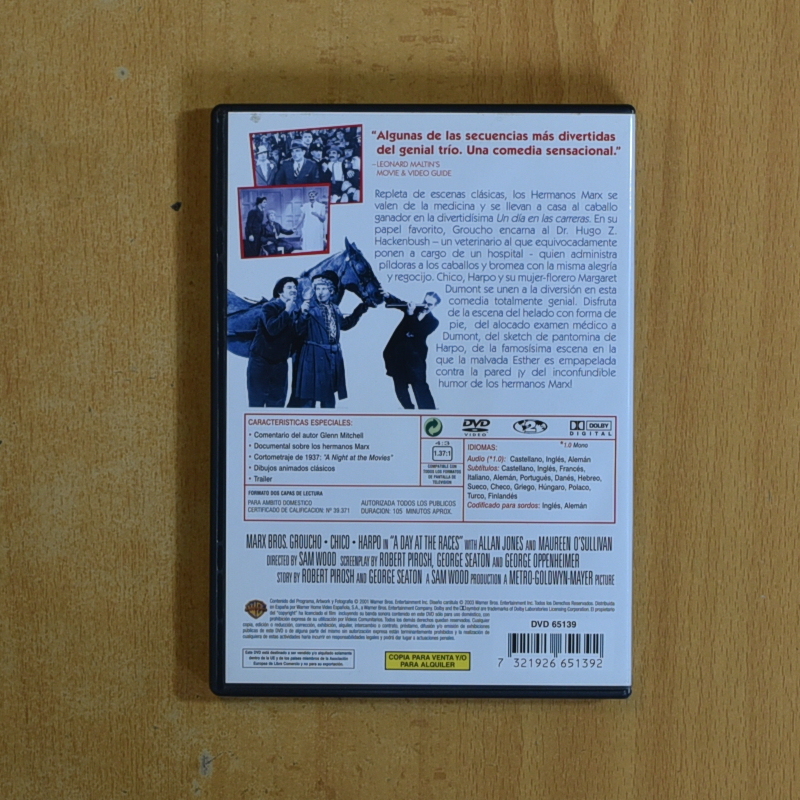 "Algunas de las secuencias más divertidas
del genial trío. Una comedia sensacional."
–LEONARD MALTIN'S
MOVIE & VIDEO GUIDE
Repleta de escenas clásicas, los Hermanos Marx se
valen de la medicina y se llevan a casa al caballo
ganador en la divertidísima Un día en las carreras. En su
papel favorito, Groucho encarna al Dr. Hugo Z.
Hackenbush – un veterinario al que equivocadamente
ponen a cargo de un hospital - quien administra
píldoras a los caballos y bromea con la misma alegría
y regocijo. Chico, Harpo y su mujer-florero Margaret
Dumont se unen a la diversión en esta
comedia totalmente genial. Disfruta
de la escena del helado con forma de
pie, del alocado examen médico a
Dumont, del sketch de pantomina de
Harpo, de la famosísima escena en la
que la malvada Esther es empapelada
contra la pared ¡y del inconfundible
humor de los hermanos Marx!
CARACTERISTICAS ESPECIALES:
• Comentario del autor Glenn Mitchell
• Documental sobre los hermanos Marx
• Cortometraje de 1937: "A Night at the Movies"
• Dibujos animados clásicos
• Trailer
FORMATO DOS CAPAS DE LECTURA
PARA AMBITO DOMESTICO
CERTIFICADO DE CALIFICACION: Nº 39.371
AUTORIZADA TODOS LOS PUBLICOS
DURACION: 105 MINUTOS APROX.
4:3
1.37:1
COMPATIBLE CON
TODOS LOS FORMATOS
DE PANTALLA DE
TELEVISIÓN
DVD
VIDEO
2
DOLBY
DIGITAL
*1.0 Mono
IDIOMAS:
Audio (*1.0): Castellano, Inglés, Alemán
Subtítulos: Castellano, Inglés, Francés,
Italiano, Alemán, Portugués, Danés, Hebreo,
Sueco, Checo, Griego, Húngaro, Polaco,
Turco, Finlandés
Codificado para sordos: Inglés, Alemán
MARX BROS. GROUCHO • CHICO • HARPO IN "A DAY AT THE RACES" WITH ALLAN JONES AND MAUREEN O'SULLIVAN
DIRECTED BY SAM WOOD SCREENPLAY BY ROBERT PIROSH, GEORGE SEATON AND GEORGE OPPENHEIMER
STORY BY ROBERT PIROSH AND GEORGE SEATON A SAM WOOD PRODUCTION A METRO-GOLDWYN-MAYER PICTURE
DVD 65139
7 321926 651392
COPIA PARA VENTA Y/O
PARA ALQUILER